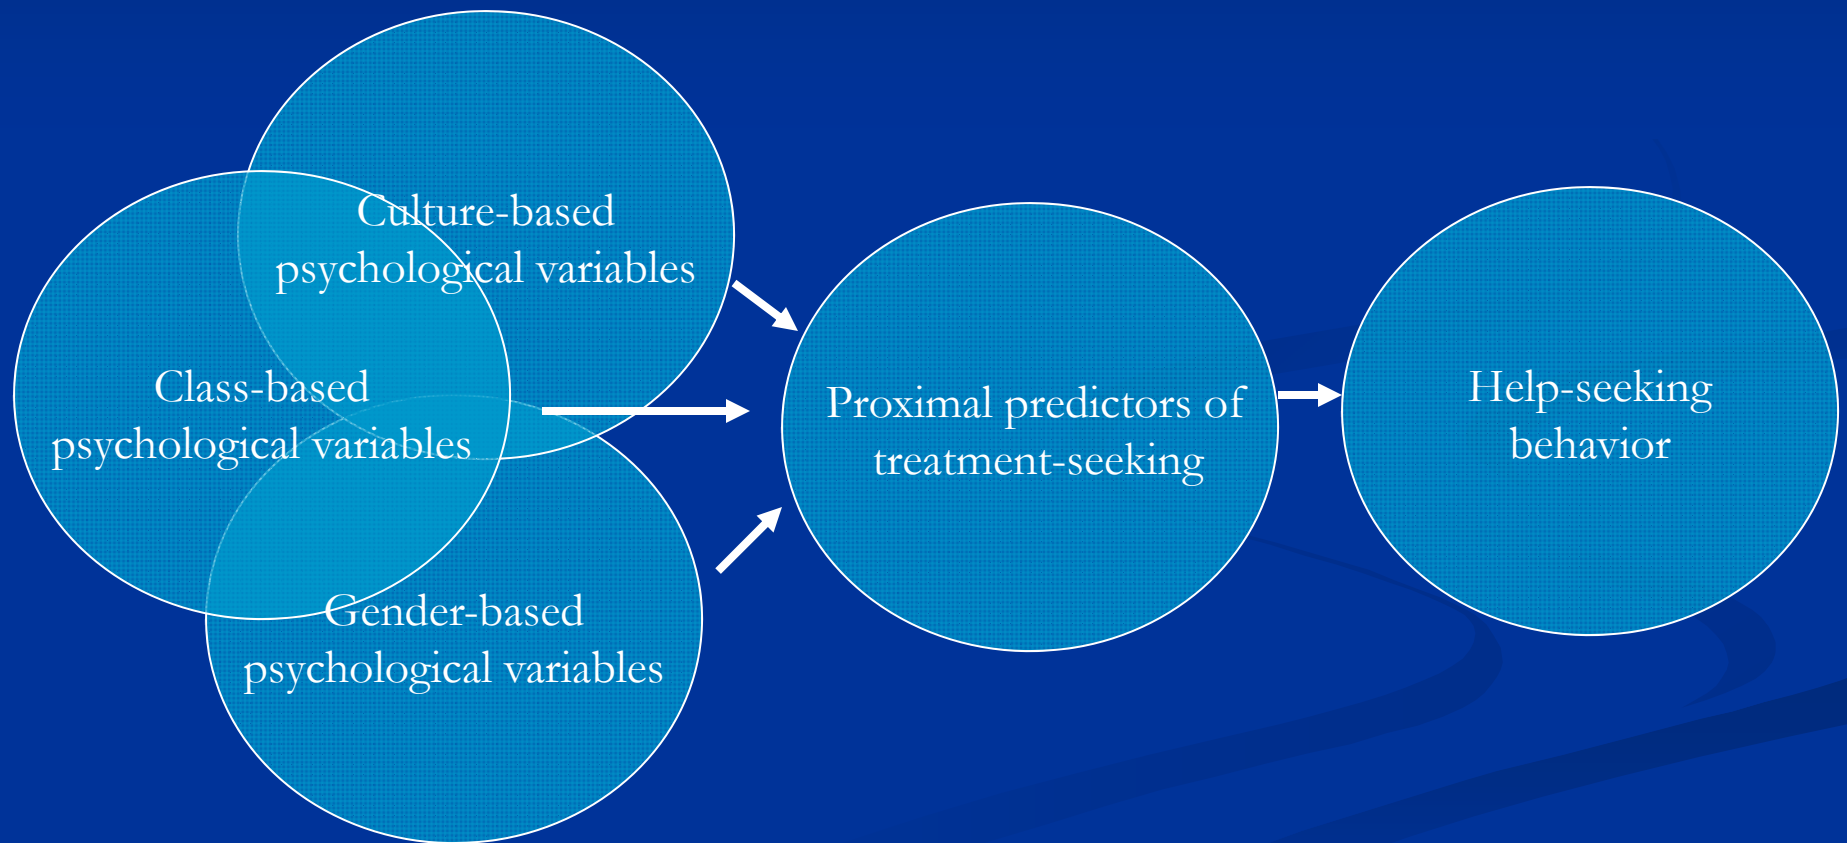 Culture-based
psychological variables
Class-based
psychological variables
Gender-based
psychological variables
Proximal predictors of
treatment-seeking
Help-seeking
behavior